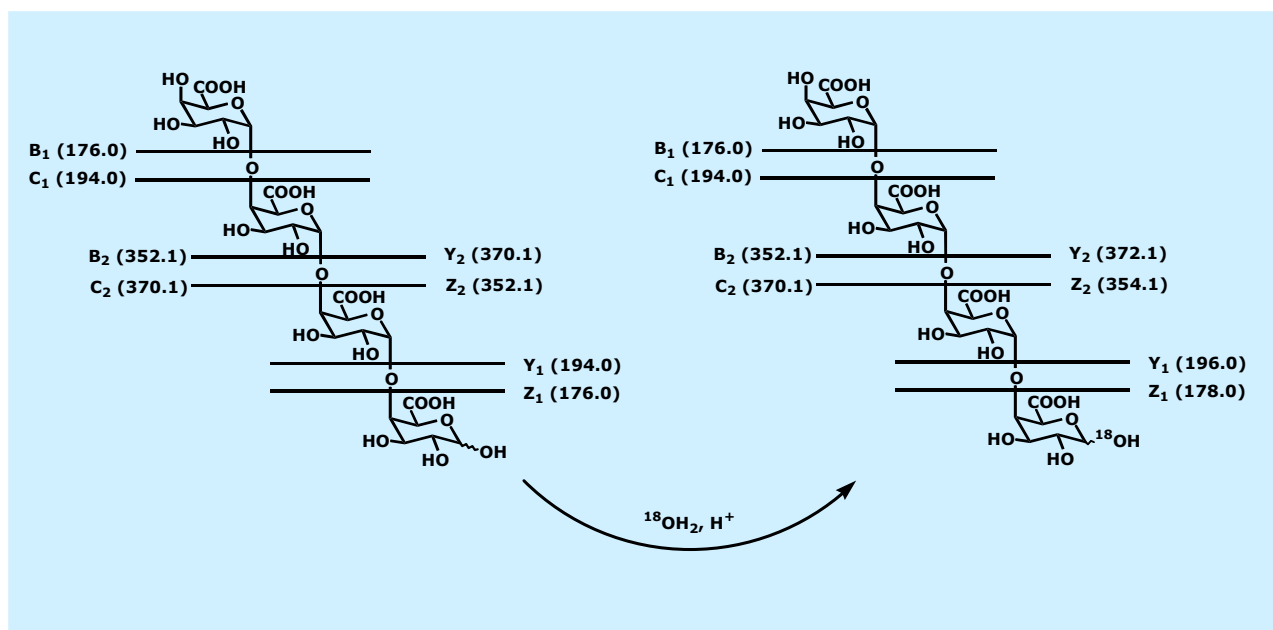 HO
COOH
O
HO
HO
B₁ (176.0)
O
C₁ (194.0)
COOH
O
HO
HO
B₂ (352.1)
Y₂ (370.1)
O
C₂ (370.1)
Z₂ (352.1)
COOH
O
HO
HO
Y₁ (194.0)
O
Z₁ (176.0)
COOH
O
HO
OH
HO
HO
COOH
O
HO
HO
B₁ (176.0)
O
C₁ (194.0)
COOH
O
HO
HO
B₂ (352.1)
Y₂ (372.1)
O
C₂ (370.1)
Z₂ (354.1)
COOH
O
HO
HO
Y₁ (196.0)
O
Z₁ (178.0)
COOH
O
HO
¹⁸OH
HO
¹⁸OH₂, H⁺